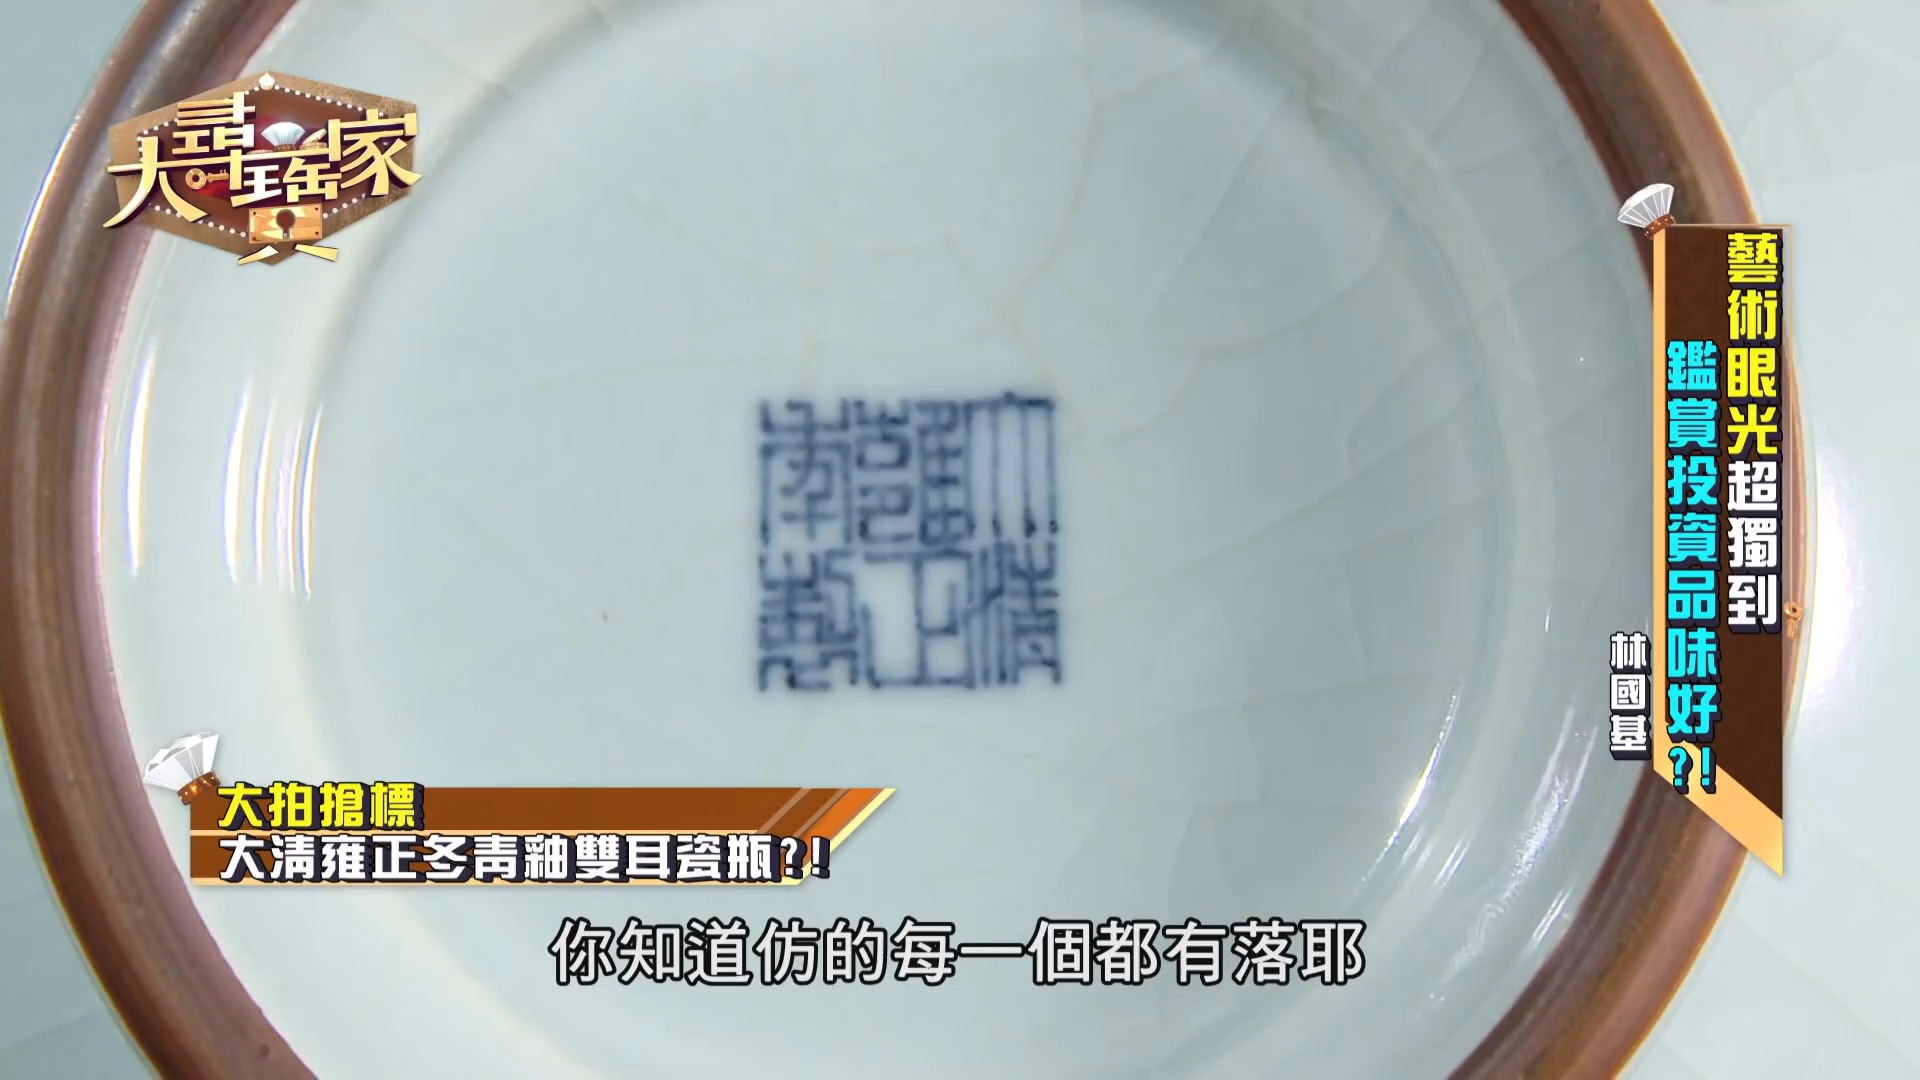 大尋寶家
藝術眼光超獨到
鑑賞投資品味好?!
林國基
大清雍正年製
大拍搶標
大清雍正冬青釉雙耳瓷瓶?!
你知道仿的每一個都有落耶